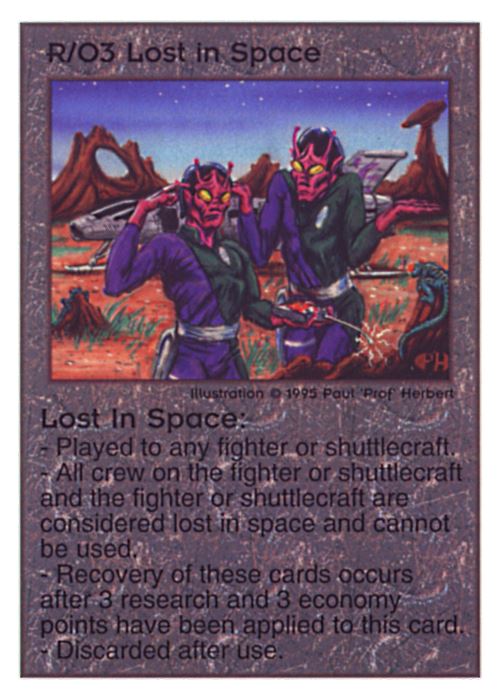 R/O3 Lost in Space
Illustration © 1995 Paul 'Prof' Herbert
Lost In Space:
- Played to any fighter or shuttlecraft.
- All crew on the fighter or shuttlecraft
and the fighter or shuttlecraft are
considered lost in space and cannot
be used.
- Recovery of these cards occurs
after 3 research and 3 economy
points have been applied to this card.
- Discarded after use.
PH